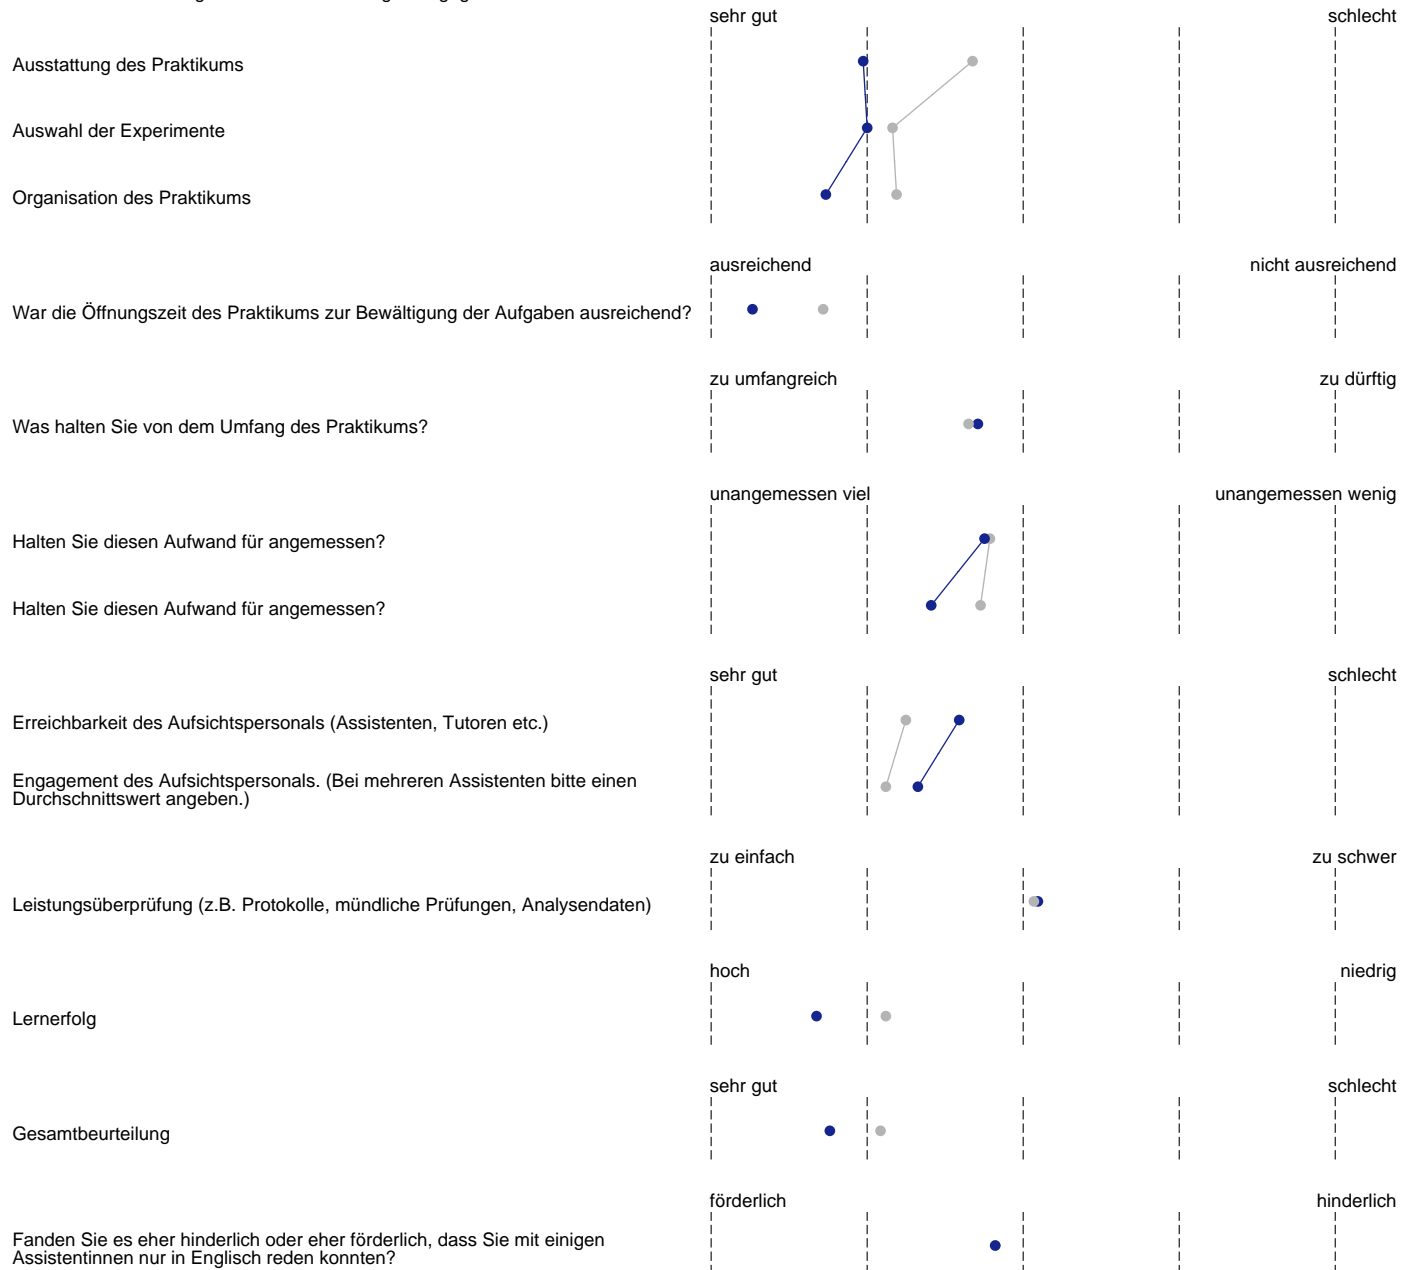 sehr gut schlecht
Ausstattung des Praktikums
Auswahl der Experimente
Organisation des Praktikums
ausreichend nicht ausreichend
War die Öffnungszeit des Praktikums zur Bewältigung der Aufgaben ausreichend?
zu umfangreich zu dürftig
Was halten Sie von dem Umfang des Praktikums?
unangemessen viel unangemessen wenig
Halten Sie diesen Aufwand für angemessen?
Halten Sie diesen Aufwand für angemessen?
sehr gut schlecht
Erreichbarkeit des Aufsichtspersonals (Assistenten, Tutoren etc.)
Engagement des Aufsichtspersonals. (Bei mehreren Assistenten bitte einen
Durchschnittswert angeben.)
zu einfach zu schwer
Leistungsüberprüfung (z.B. Protokolle, mündliche Prüfungen, Analysendaten)
hoch niedrig
Lernerfolg
sehr gut schlecht
Gesamtbeurteilung
förderlich hinderlich
Fanden Sie es eher hinderlich oder eher förderlich, dass Sie mit einigen
Assistentinnen nur in Englisch reden konnten?